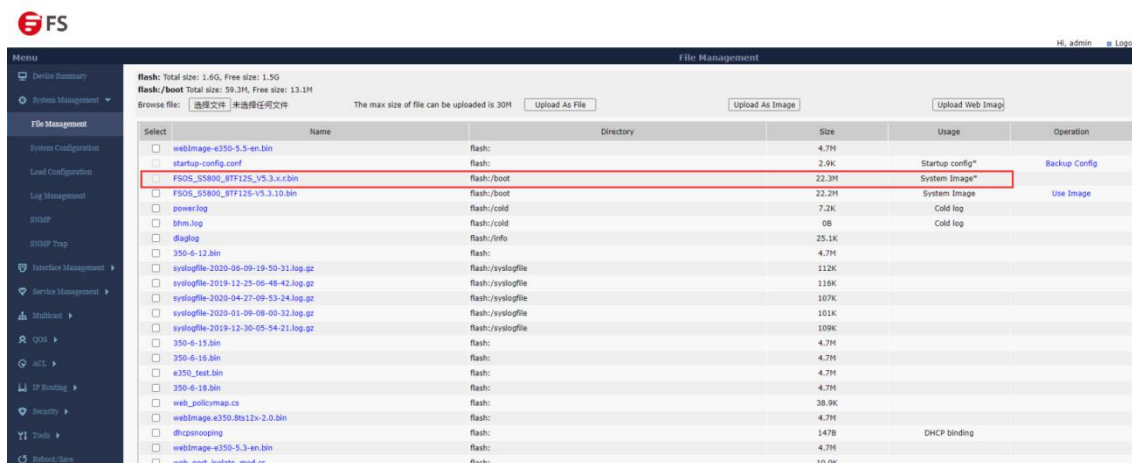 FS
Hi, admin Logo
Menu File Management
Device Summary
System Management
File Management
System Configuration
Load Configuration
Log Management
SNMP
SNMP Trap
Interface Management
Service Management
Multicast
QOS
ACL
IP Routing
Security
Tools
Reboot/Save
flash: Total size: 1.6G, Free size: 1.5G
flash:/boot Total size: 59.3M, Free size: 13.1M
Browse file: 选择文件 未选择任何文件 The max size of file can be uploaded is 30M Upload As File Upload As Image Upload Web Imag
Select Name Directory Size Usage Operation
webImage-e350-5.5-en.bin flash: 4.7M
startup-config.conf flash: 2.9K Startup config* Backup Config
FSOS_S5800_8TF12S_V5.3.x.r.bin flash:/boot 22.3M System Image*
FSOS_S5800_8TF12S-V5.3.10.bin flash:/boot 22.2M System Image Use Image
power.log flash:/cold 7.2K Cold log
bhm.log flash:/cold 0B Cold log
diaglog flash:/info 25.1K
350-6-12.bin flash: 4.7M
syslogfile-2020-06-09-19-50-31.log.gz flash:/syslogfile 112K
syslogfile-2019-12-25-06-48-42.log.gz flash:/syslogfile 116K
syslogfile-2020-04-27-09-53-24.log.gz flash:/syslogfile 107K
syslogfile-2020-01-09-08-00-32.log.gz flash:/syslogfile 101K
syslogfile-2019-12-30-05-54-21.log.gz flash:/syslogfile 109K
350-6-15.bin flash: 4.7M
350-6-16.bin flash: 4.7M
e350_test.bin flash: 4.7M
350-6-18.bin flash: 4.7M
web_policymap.cs flash: 38.9K
webImage.e350.8ts12x-2.0.bin flash: 4.7M
dhcpsnooping flash: 147B DHCP binding
webImage-e350-5.3-en.bin flash: 4.7M
web_port_isolate_mod.cs flash: 10.0K